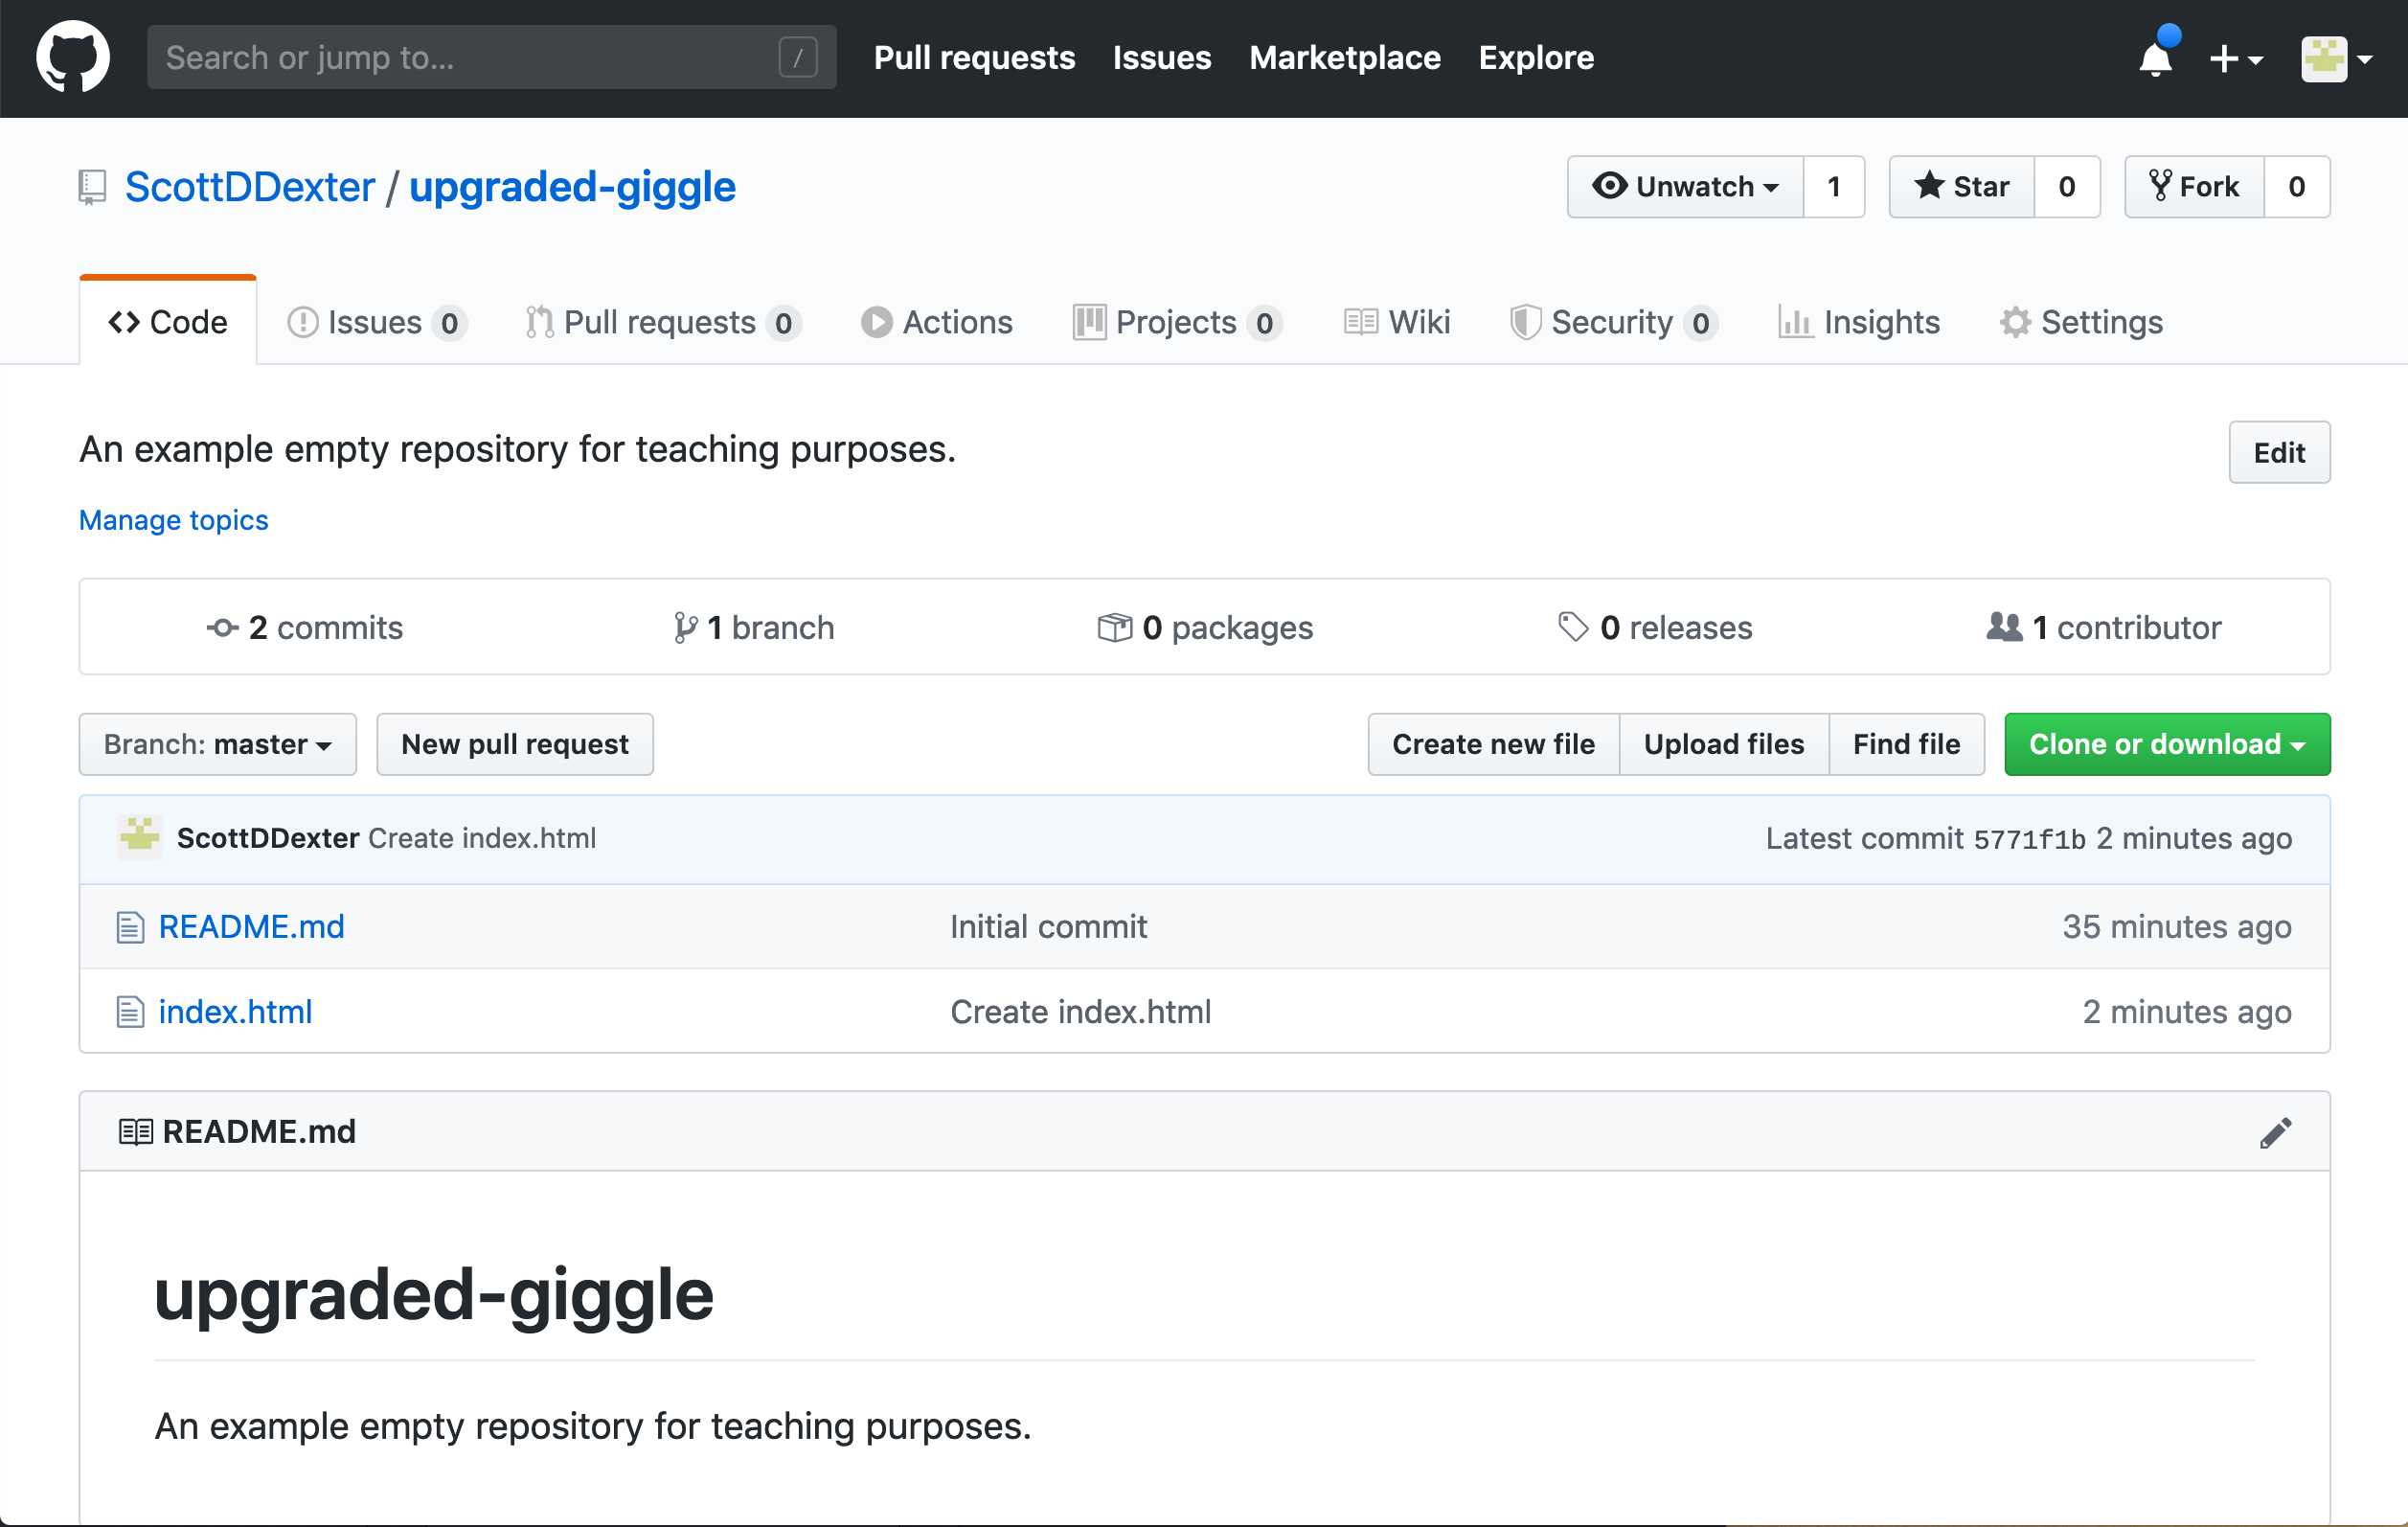 Search or jump to... / Pull requests Issues Marketplace Explore
ScottDDexter / upgraded-giggle Unwatch 1 Star 0 Fork 0
Code Issues 0 Pull requests 0 Actions Projects 0 Wiki Security 0 Insights Settings
An example empty repository for teaching purposes. Edit
Manage topics
2 commits 1 branch 0 packages 0 releases 1 contributor
Branch: master New pull request Create new file Upload files Find file Clone or download
ScottDDexter Create index.html Latest commit 5771f1b 2 minutes ago
README.md Initial commit 35 minutes ago
index.html Create index.html 2 minutes ago
README.md
upgraded-giggle
An example empty repository for teaching purposes.